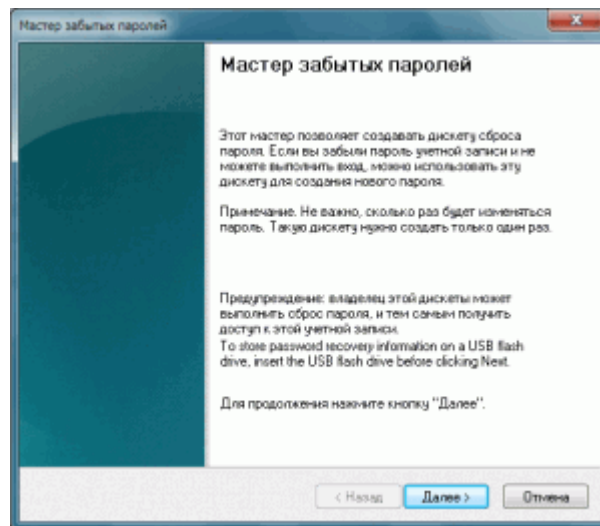 Мастер забытых паролей
Мастер забытых паролей
Этот мастер позволяет создавать дискету сброса
пароля. Если вы забыли пароль учетной записи и не
можете выполнить вход, можно использовать эту
дискету для создания нового пароля.
Примечание. Не важно, сколько раз будет изменяться
пароль. Такую дискету нужно создать только один раз.
Предупреждение: владелец этой дискеты может
выполнить сброс пароля, и тем самым получить
доступ к этой учетной записи.
To store password recovery information on a USB flash
drive, insert the USB flash drive before clicking Next.
Для продолжения нажмите кнопку "Далее".
< Назад Далее > Отмена